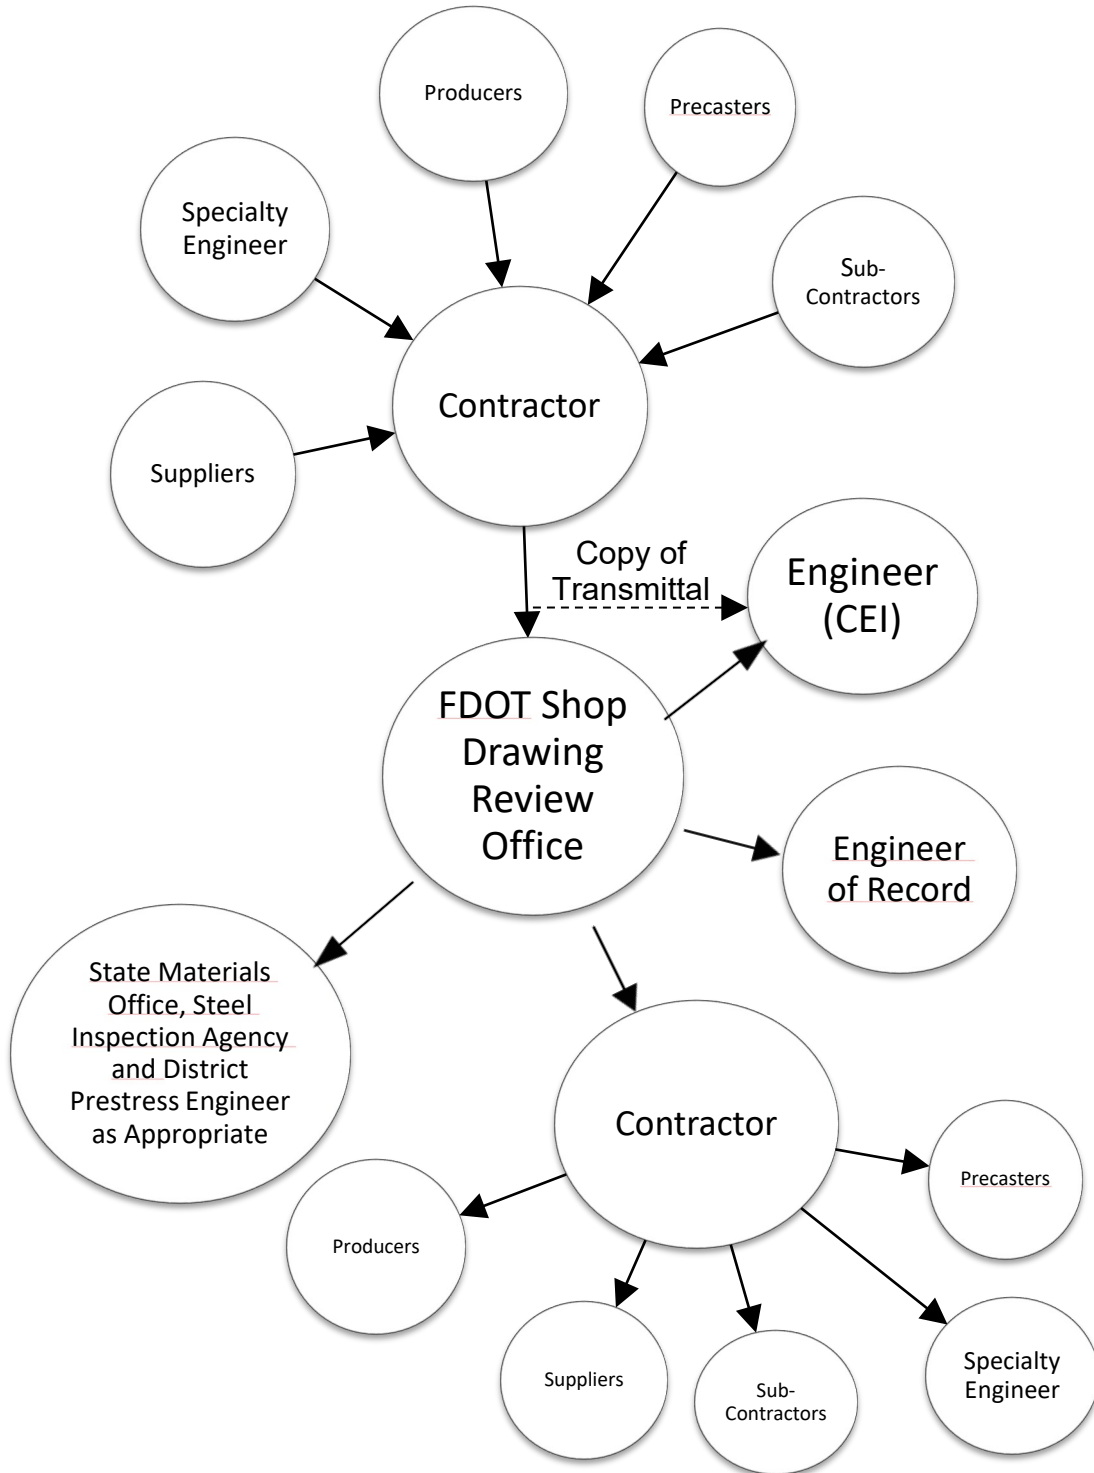 Producers
Precasters
Specialty
Engineer
Sub-
Contractors
Contractor
Suppliers
Copy of
Transmittal
Engineer
(CEI)
FDOT Shop
Drawing
Review
Office
Engineer
of Record
State Materials
Office, Steel
Inspection Agency
and District
Prestress Engineer
as Appropriate
Contractor
Precasters
Producers
Suppliers
Sub-
Contractors
Specialty
Engineer